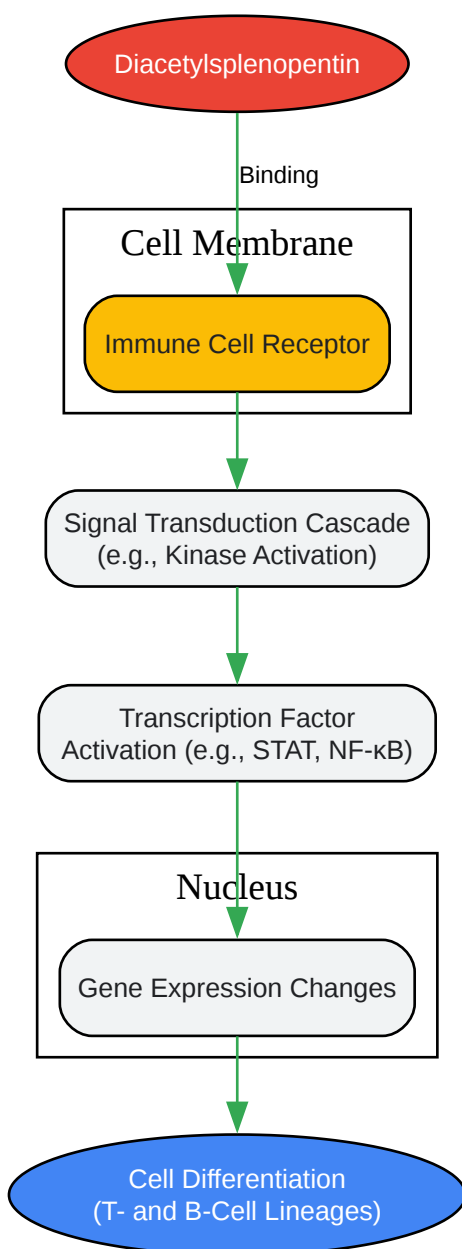 Diacetylsplenopentin
Binding
Cell Membrane
Immune Cell Receptor
Signal Transduction Cascade
(e.g., Kinase Activation)
Transcription Factor
Activation (e.g., STAT, NF-κB)
Nucleus
Gene Expression Changes
Cell Differentiation
(T- and B-Cell Lineages)